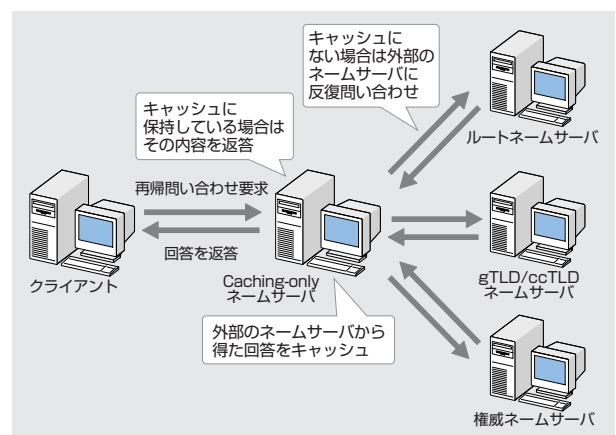 キャッシュに
ない場合は外部の
ネームサーバに
反復問い合わせ
キャッシュに
保持している場合は
その内容を返答
ルートネームサーバ
再帰問い合わせ要求
回答を返答
クライアント
Caching-only
ネームサーバ
gTLD/ccTLD
ネームサーバ
外部のネームサーバから
得た回答をキャッシュ
権威ネームサーバ